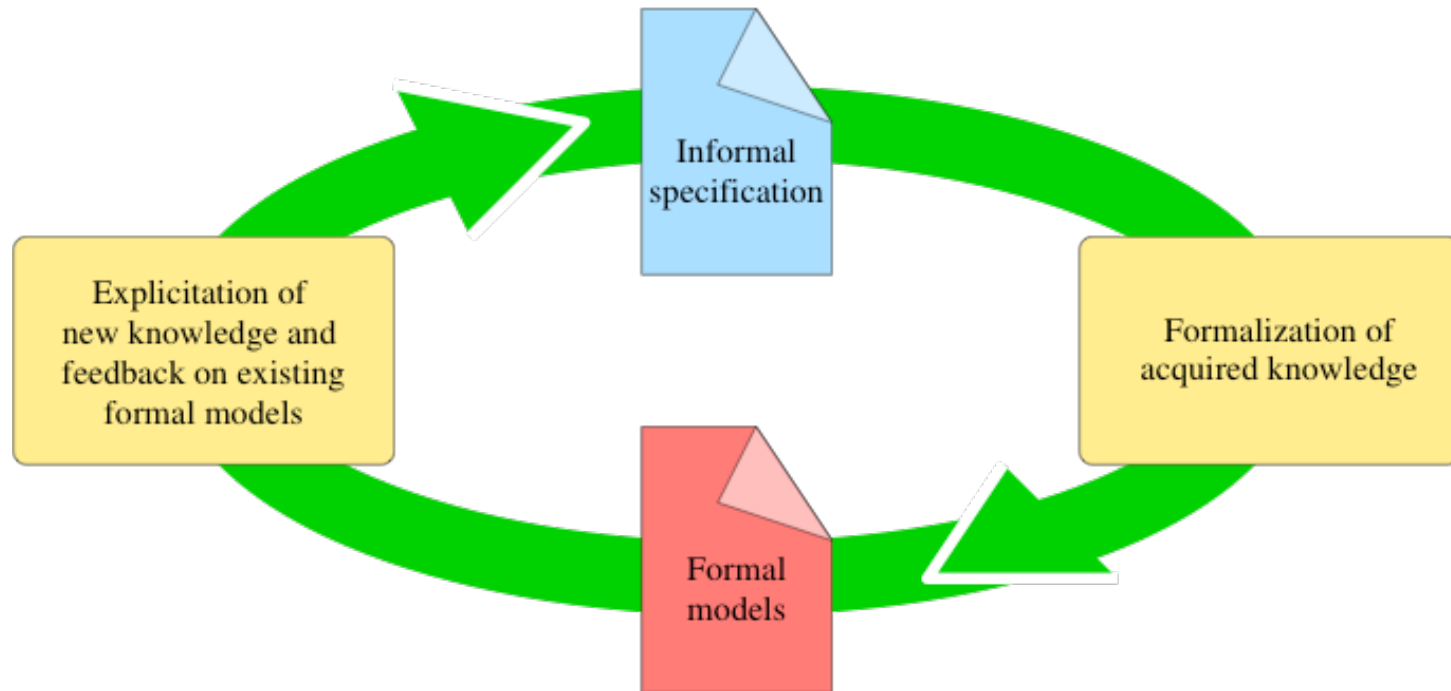 Informal
specification
Explicitation of
new knowledge and
feedback on existing
formal models
Formalization of
acquired knowledge
Formal
models